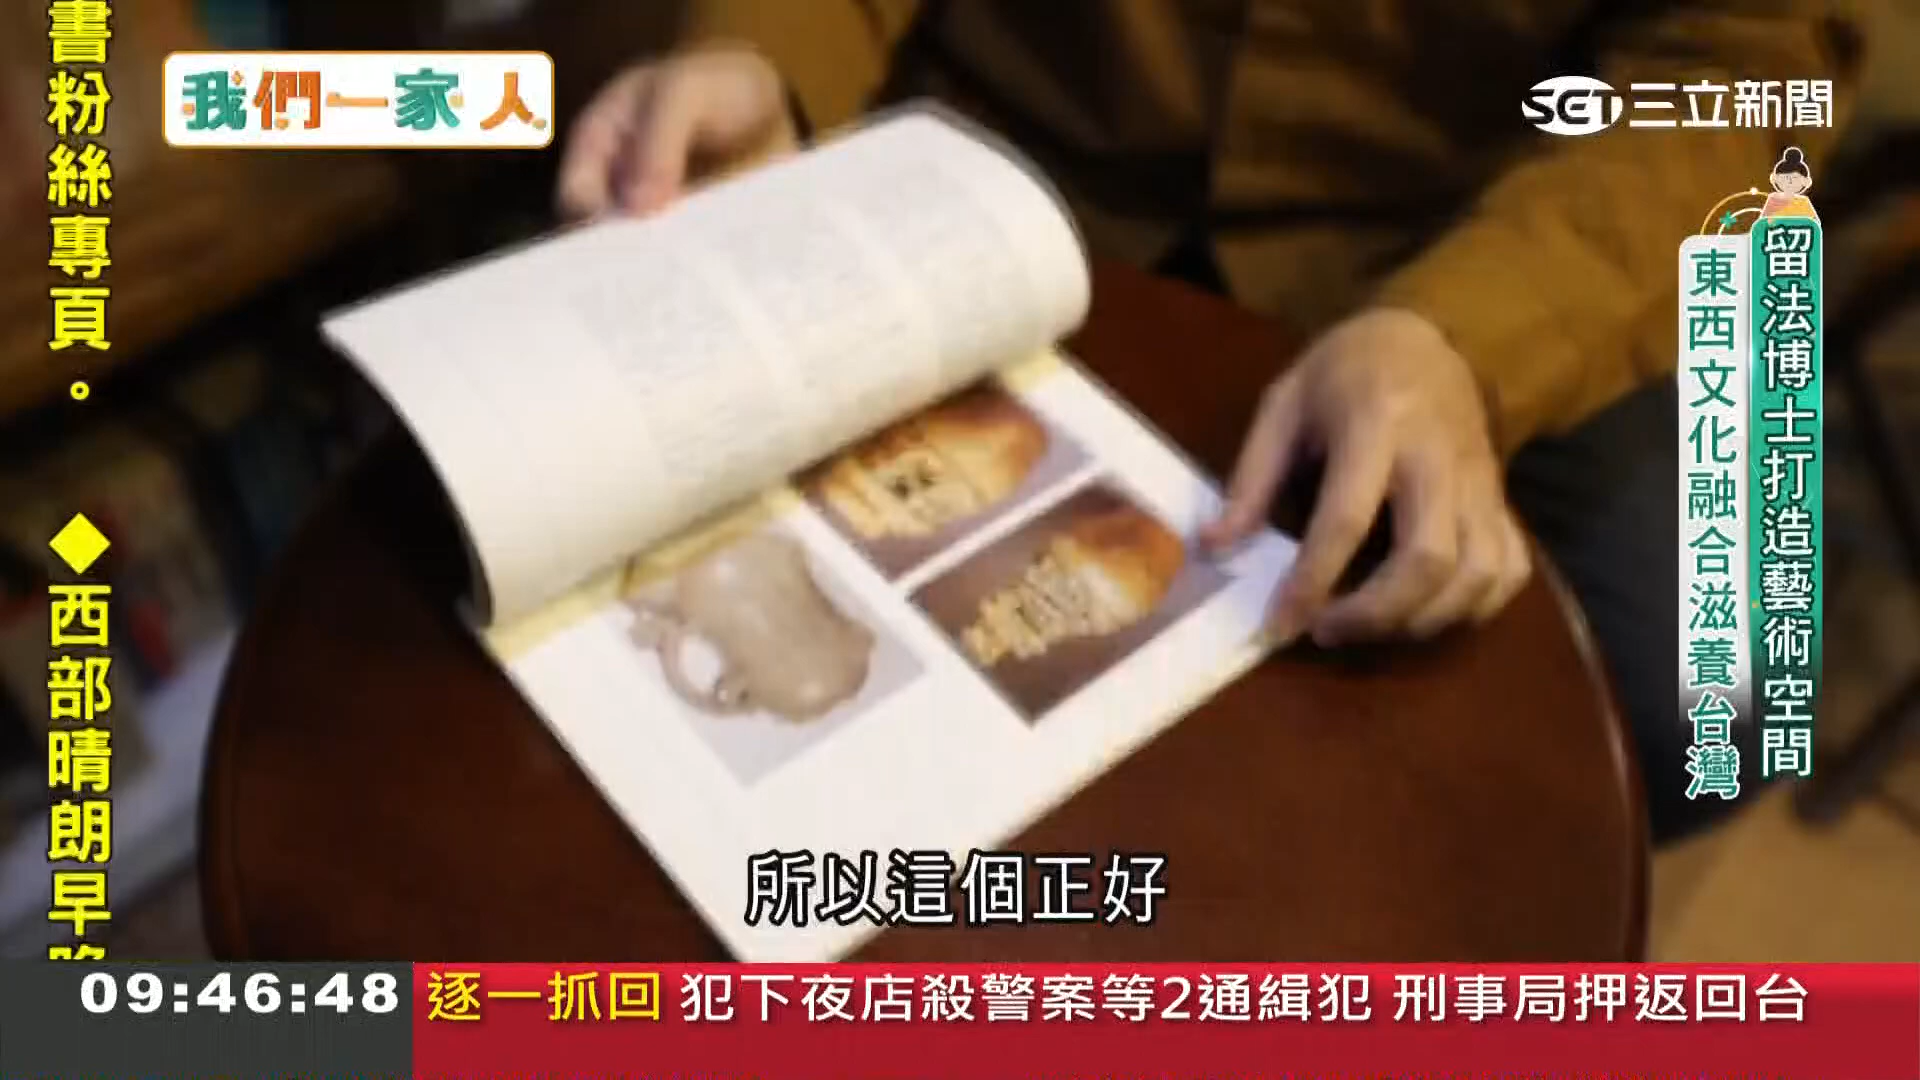 書粉絲專頁。
◆西部晴朗早晚
我們一家人
SET三立新聞
留法博士打造藝術空間
東西文化融合滋養台灣
所以這個正好
09:46:48
逐一抓回 犯下夜店殺警案等2通緝犯 刑事局押返回台